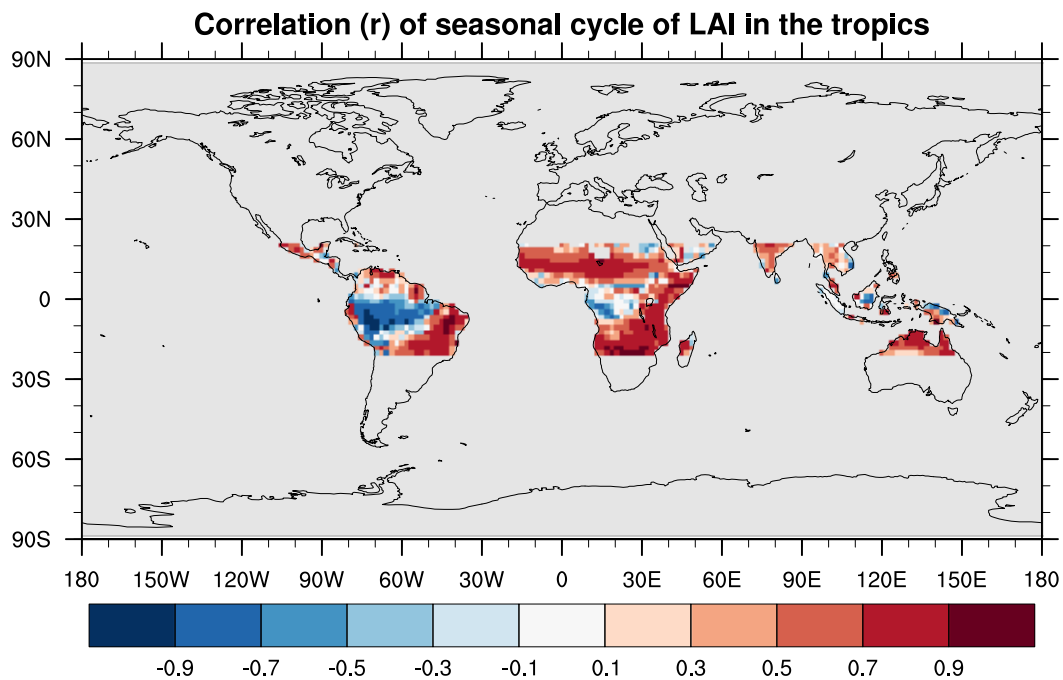 Correlation (r) of seasonal cycle of LAI in the tropics
90N
60N
30N
0
30S
60S
90S
180 150W 120W 90W 60W 30W 0 30E 60E 90E 120E 150E 180
-0.9 -0.7 -0.5 -0.3 -0.1 0.1 0.3 0.5 0.7 0.9